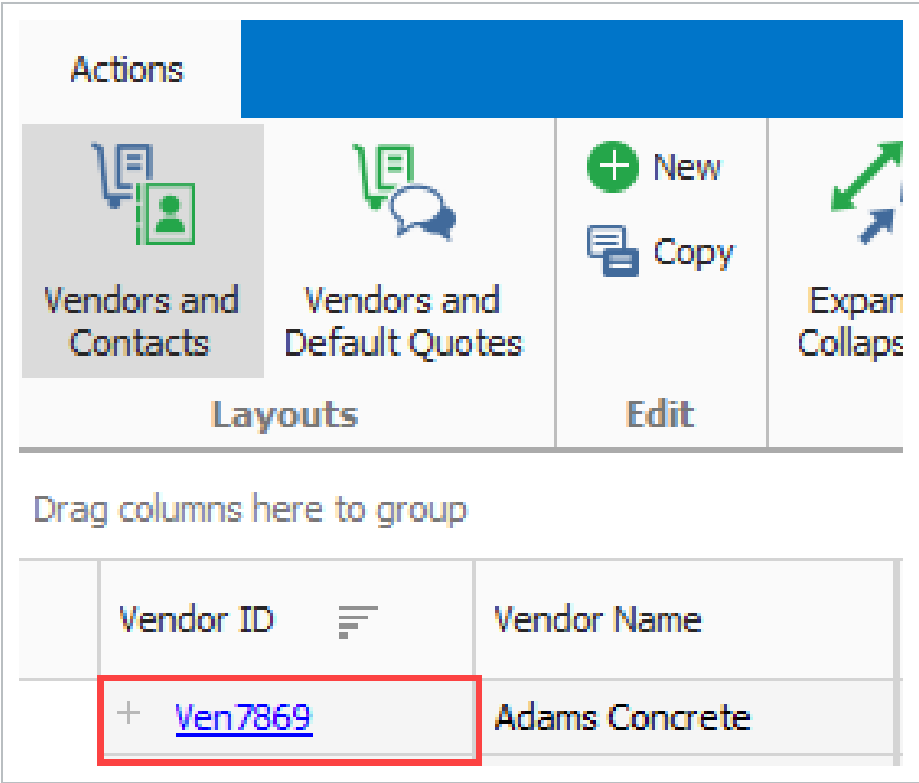 Actions
New
Copy
Vendors and
Contacts
Vendors and
Default Quotes
Layouts
Edit
Drag columns here to group
Vendor ID
Vendor Name
Ven7869
Adams Concrete